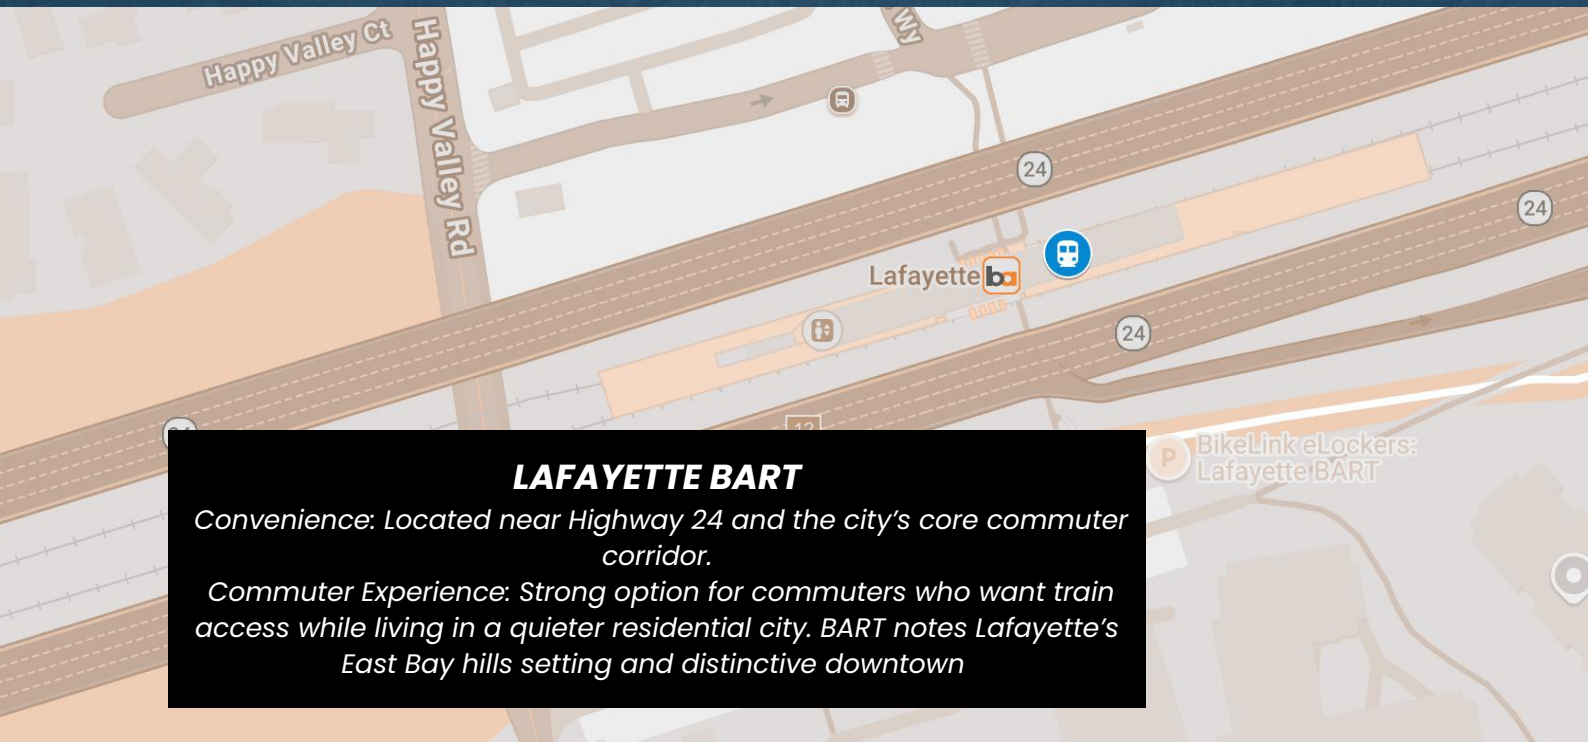 Happy Valley Ct
Happy Valley Rd
Wy
24
24
Lafayette ba
24
LAFAYETTE BART
Convenience: Located near Highway 24 and the city’s core commuter
corridor.
Commuter Experience: Strong option for commuters who want train
access while living in a quieter residential city. BART notes Lafayette’s
East Bay hills setting and distinctive downtown
P
BikeLink eLockers:
Lafayette BART